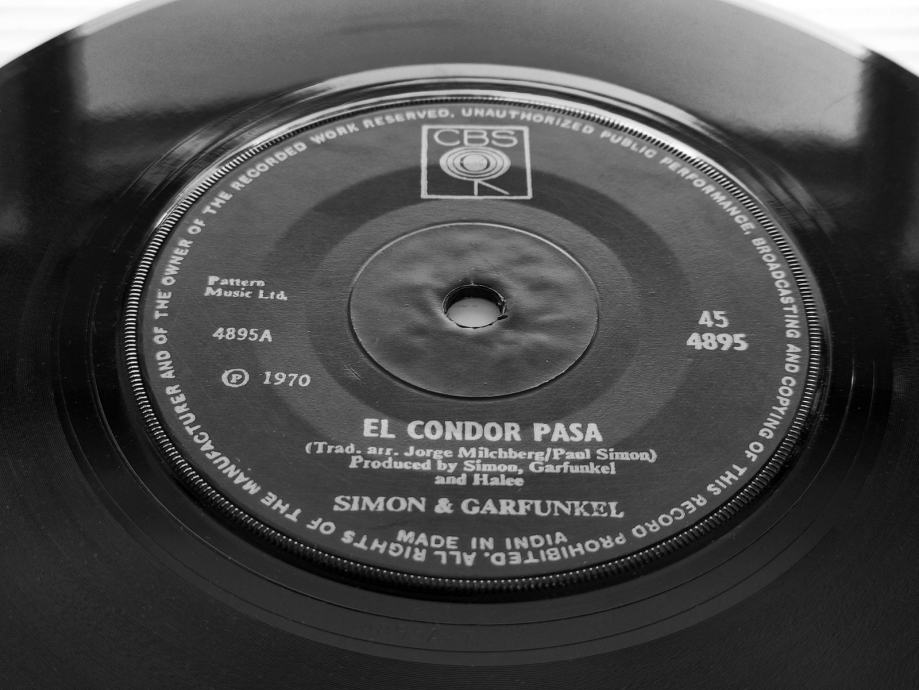 ALL RIGHTS OF THE MANUFACTURER AND OF THE OWNER OF THE RECORDED WORK RESERVED. UNAUTHORIZED PUBLIC PERFORMANCE, BROADCASTING AND COPYING OF THIS RECORD PROHIBITED.
CBS
Pattern
Music Ltd.
4895A
℗ 1970
45
4895
EL CONDOR PASA
(Trad. arr. Jorge Milchberg/Paul Simon)
Produced by Simon, Garfunkel
and Halee
SIMON & GARFUNKEL
MADE IN INDIA